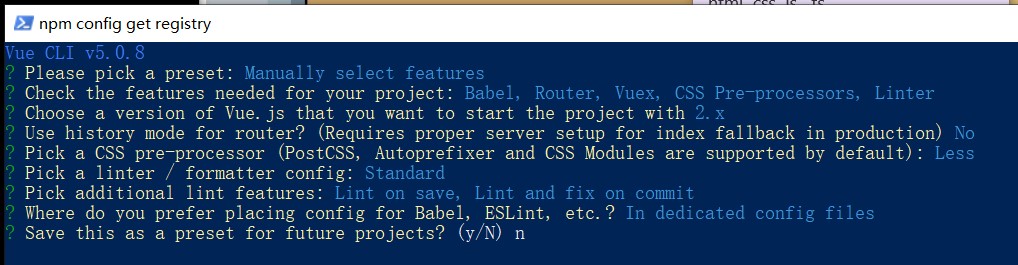 npm config get registry
Vue CLI v5.0.8
? Please pick a preset: Manually select features
? Check the features needed for your project: Babel, Router, Vuex, CSS Pre-processors, Linter
? Choose a version of Vue.js that you want to start the project with 2.x
? Use history mode for router? (Requires proper server setup for index fallback in production) No
? Pick a CSS pre-processor (PostCSS, Autoprefixer and CSS Modules are supported by default): Less
? Pick a linter / formatter config: Standard
? Pick additional lint features: Lint on save, Lint and fix on commit
? Where do you prefer placing config for Babel, ESLint, etc.? In dedicated config files
? Save this as a preset for future projects? (y/N) n